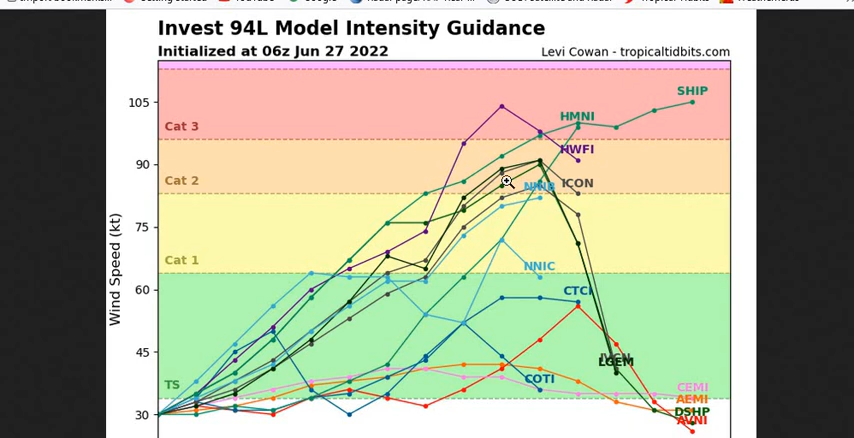 Invest 94L Model Intensity Guidance
Initialized at 06z Jun 27 2022
Levi Cowan - tropicaltidbits.com
Wind Speed (kt)
105
90
75
60
45
30
Cat 3
Cat 2
Cat 1
TS
SHIP
HMNI
HWFI
ICON
NNIB
NNIC
CTCI
COTI
IVCN
LGEM
CEMI
AEMI
DSHP
AVNI